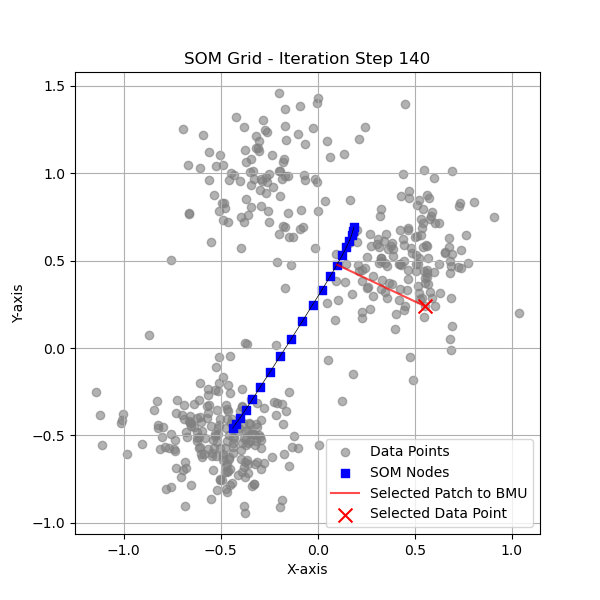 SOM Grid - Iteration Step 140
1.5
1.0
0.5
0.0
−0.5
−1.0
Y-axis
−1.0
−0.5
0.0
0.5
1.0
X-axis
Data Points
SOM Nodes
Selected Patch to BMU
Selected Data Point